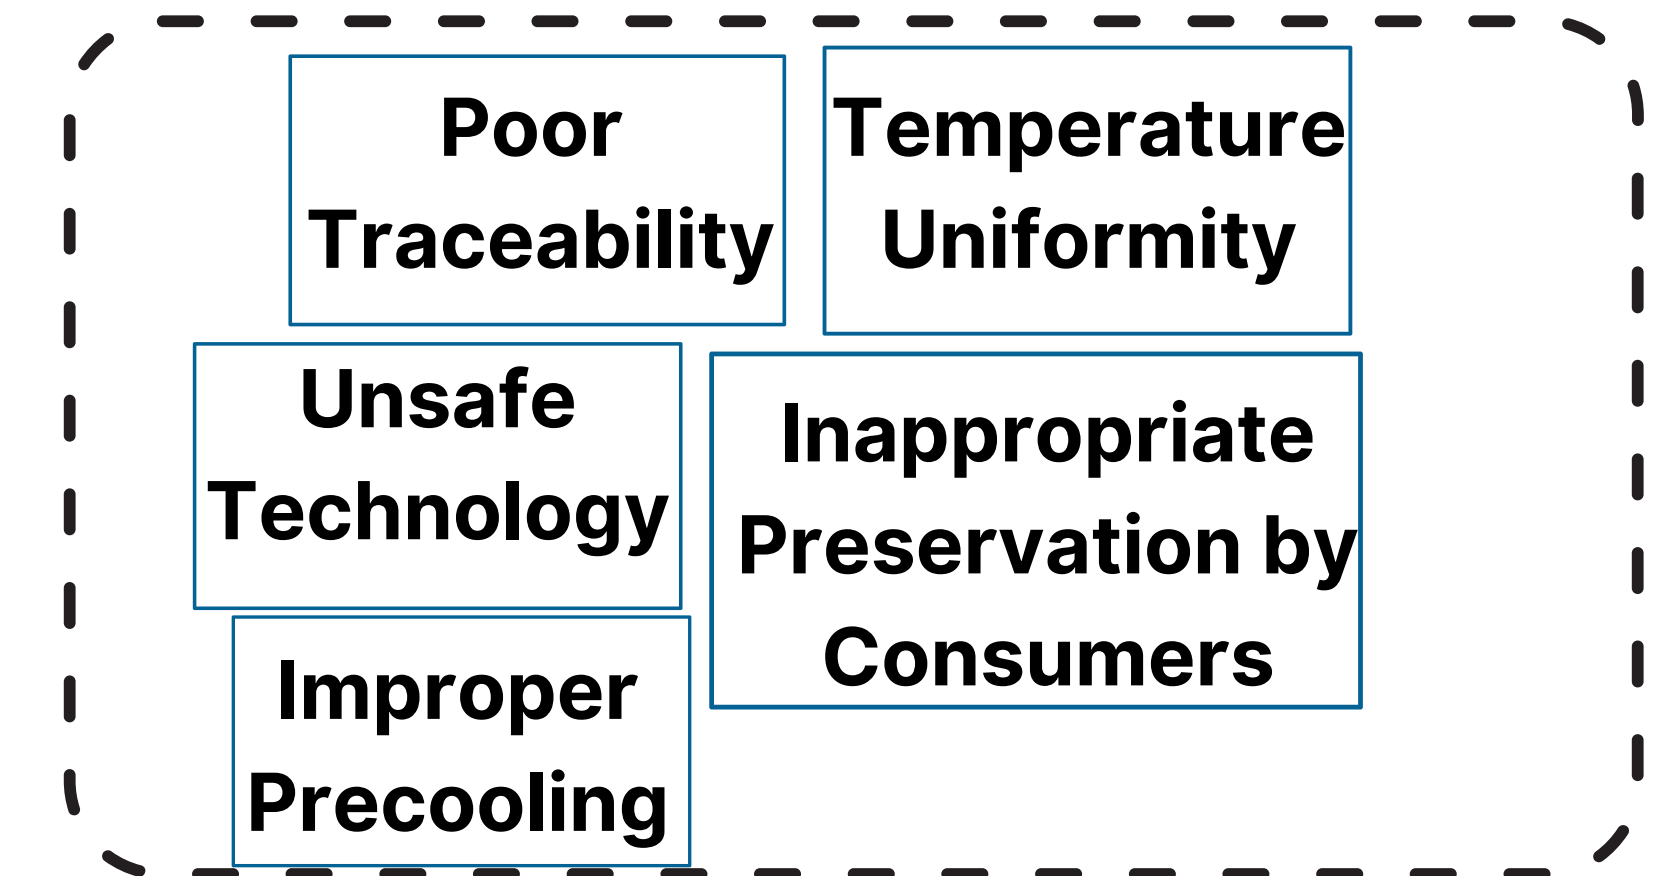 Poor
Traceability
Temperature
Uniformity
Unsafe
Technology
Inappropriate
Preservation by
Consumers
Improper
Precooling